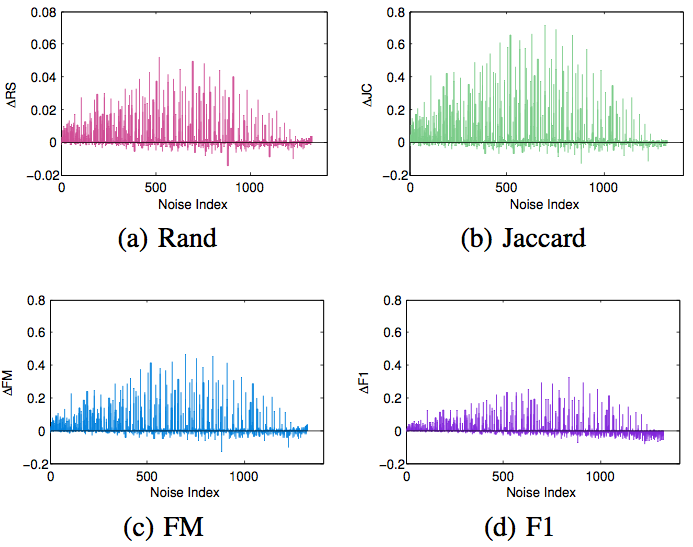 0.08
0.06
0.04
0.02
0
−0.02
ΔRS
0 500 1000
Noise Index
(a) Rand
0.8
0.6
0.4
0.2
0
−0.2
ΔJC
0 500 1000
Noise Index
(b) Jaccard
0.8
0.6
0.4
0.2
0
−0.2
ΔFM
0 500 1000
Noise Index
(c) FM
0.8
0.6
0.4
0.2
0
−0.2
ΔF1
0 500 1000
Noise Index
(d) F1